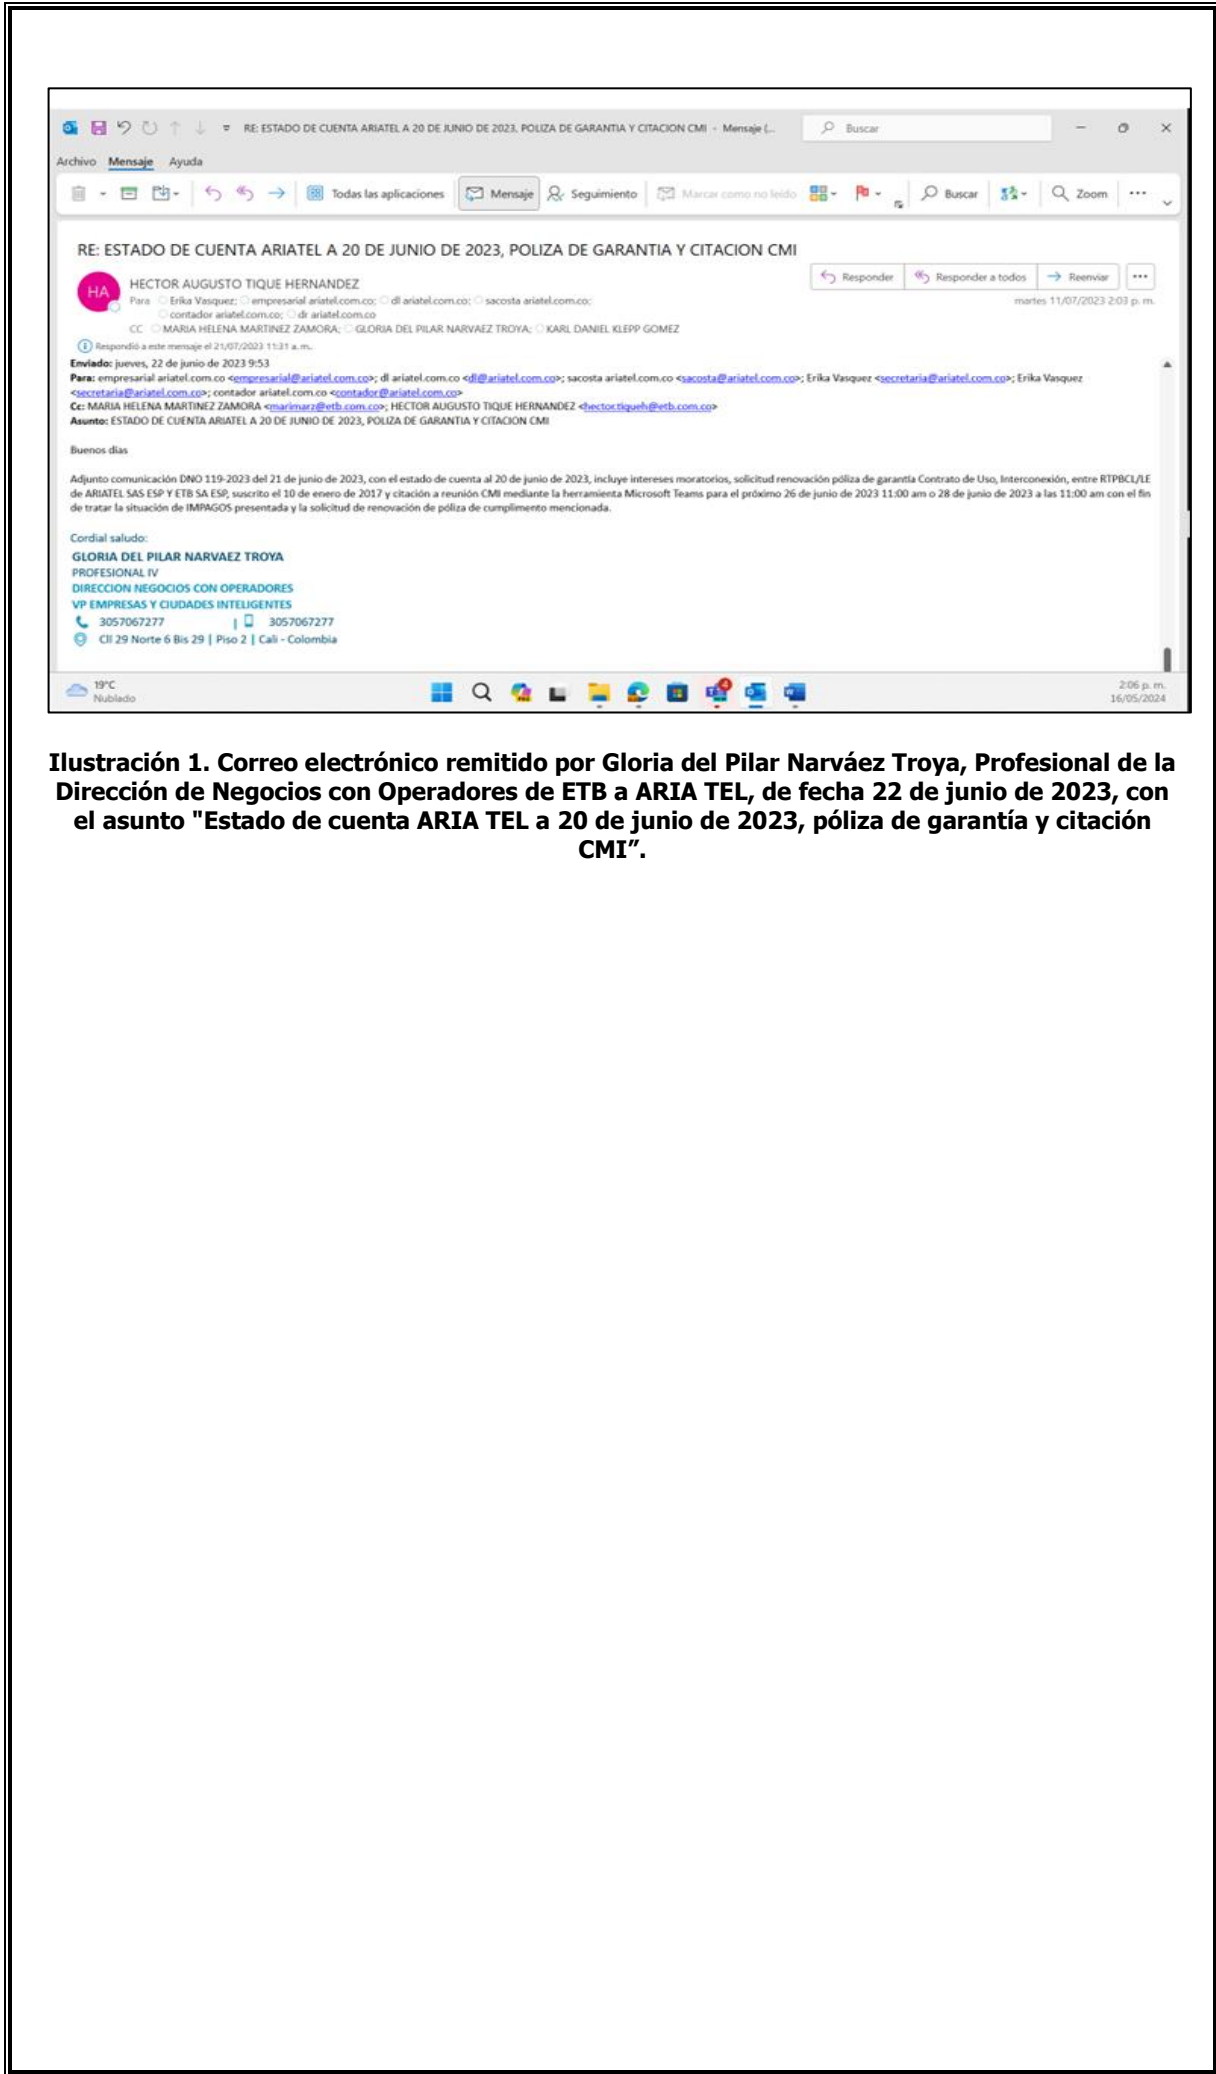 RE: ESTADO DE CUENTA ARIATEL A 20 DE JUNIO DE 2023, POLIZA DE GARANTIA Y CITACION CMI - Mensaje (...
Buscar
Archivo Mensaje Ayuda
Todas las aplicaciones Mensaje Seguimiento Marcar como no leído Buscar Zoom ...
RE: ESTADO DE CUENTA ARIATEL A 20 DE JUNIO DE 2023, POLIZA DE GARANTIA Y CITACION CMI
HA
HECTOR AUGUSTO TIQUE HERNANDEZ
Responder Responder a todos Reenviar ...
Para Erika Vasquez; empresarial ariatel.com.co; dl ariatel.com.co; sacosta ariatel.com.co;
martes 11/07/2023 2:03 p. m.
contador ariatel.com.co; dr ariatel.com.co
CC MARIA HELENA MARTINEZ ZAMORA; GLORIA DEL PILAR NARVAEZ TROYA; KARL DANIEL KLEPP GOMEZ
Respondió a este mensaje el 21/07/2023 11:31 a. m..
Enviado: jueves, 22 de junio de 2023 9:53
Para: empresarial ariatel.com.co <empresarial@ariatel.com.co>; dl ariatel.com.co <dl@ariatel.com.co>; sacosta ariatel.com.co <sacosta@ariatel.com.co>; Erika Vasquez <secretaria@ariatel.com.co>; Erika Vasquez
<secretaria@ariatel.com.co>; contador ariatel.com.co <contador@ariatel.com.co>
Cc: MARIA HELENA MARTINEZ ZAMORA <marimarz@etb.com.co>; HECTOR AUGUSTO TIQUE HERNANDEZ <hector.tiqueh@etb.com.co>
Asunto: ESTADO DE CUENTA ARIATEL A 20 DE JUNIO DE 2023, POLIZA DE GARANTIA Y CITACION CMI
Buenos dias
Adjunto comunicación DNO 119-2023 del 21 de junio de 2023, con el estado de cuenta al 20 de junio de 2023, incluye intereses moratorios, solicitud renovación póliza de garantía Contrato de Uso, Interconexión, entre RTPBCL/LE
de ARIATEL SAS ESP Y ETB SA ESP, suscrito el 10 de enero de 2017 y citación a reunión CMI mediante la herramienta Microsoft Teams para el próximo 26 de junio de 2023 11:00 am o 28 de junio de 2023 a las 11:00 am con el fin
de tratar la situación de IMPAGOS presentada y la solicitud de renovación de póliza de cumplimento mencionada.
Cordial saludo:
GLORIA DEL PILAR NARVAEZ TROYA
PROFESIONAL IV
DIRECCION NEGOCIOS CON OPERADORES
VP EMPRESAS Y CIUDADES INTELIGENTES
3057067277 | 3057067277
Cll 29 Norte 6 Bis 29 | Piso 2 | Cali - Colombia
19°C
Nublado
4
2:06 p. m.
16/05/2024
Ilustración 1. Correo electrónico remitido por Gloria del Pilar Narváez Troya, Profesional de la
Dirección de Negocios con Operadores de ETB a ARIA TEL, de fecha 22 de junio de 2023, con
el asunto "Estado de cuenta ARIA TEL a 20 de junio de 2023, póliza de garantía y citación
CMI”.